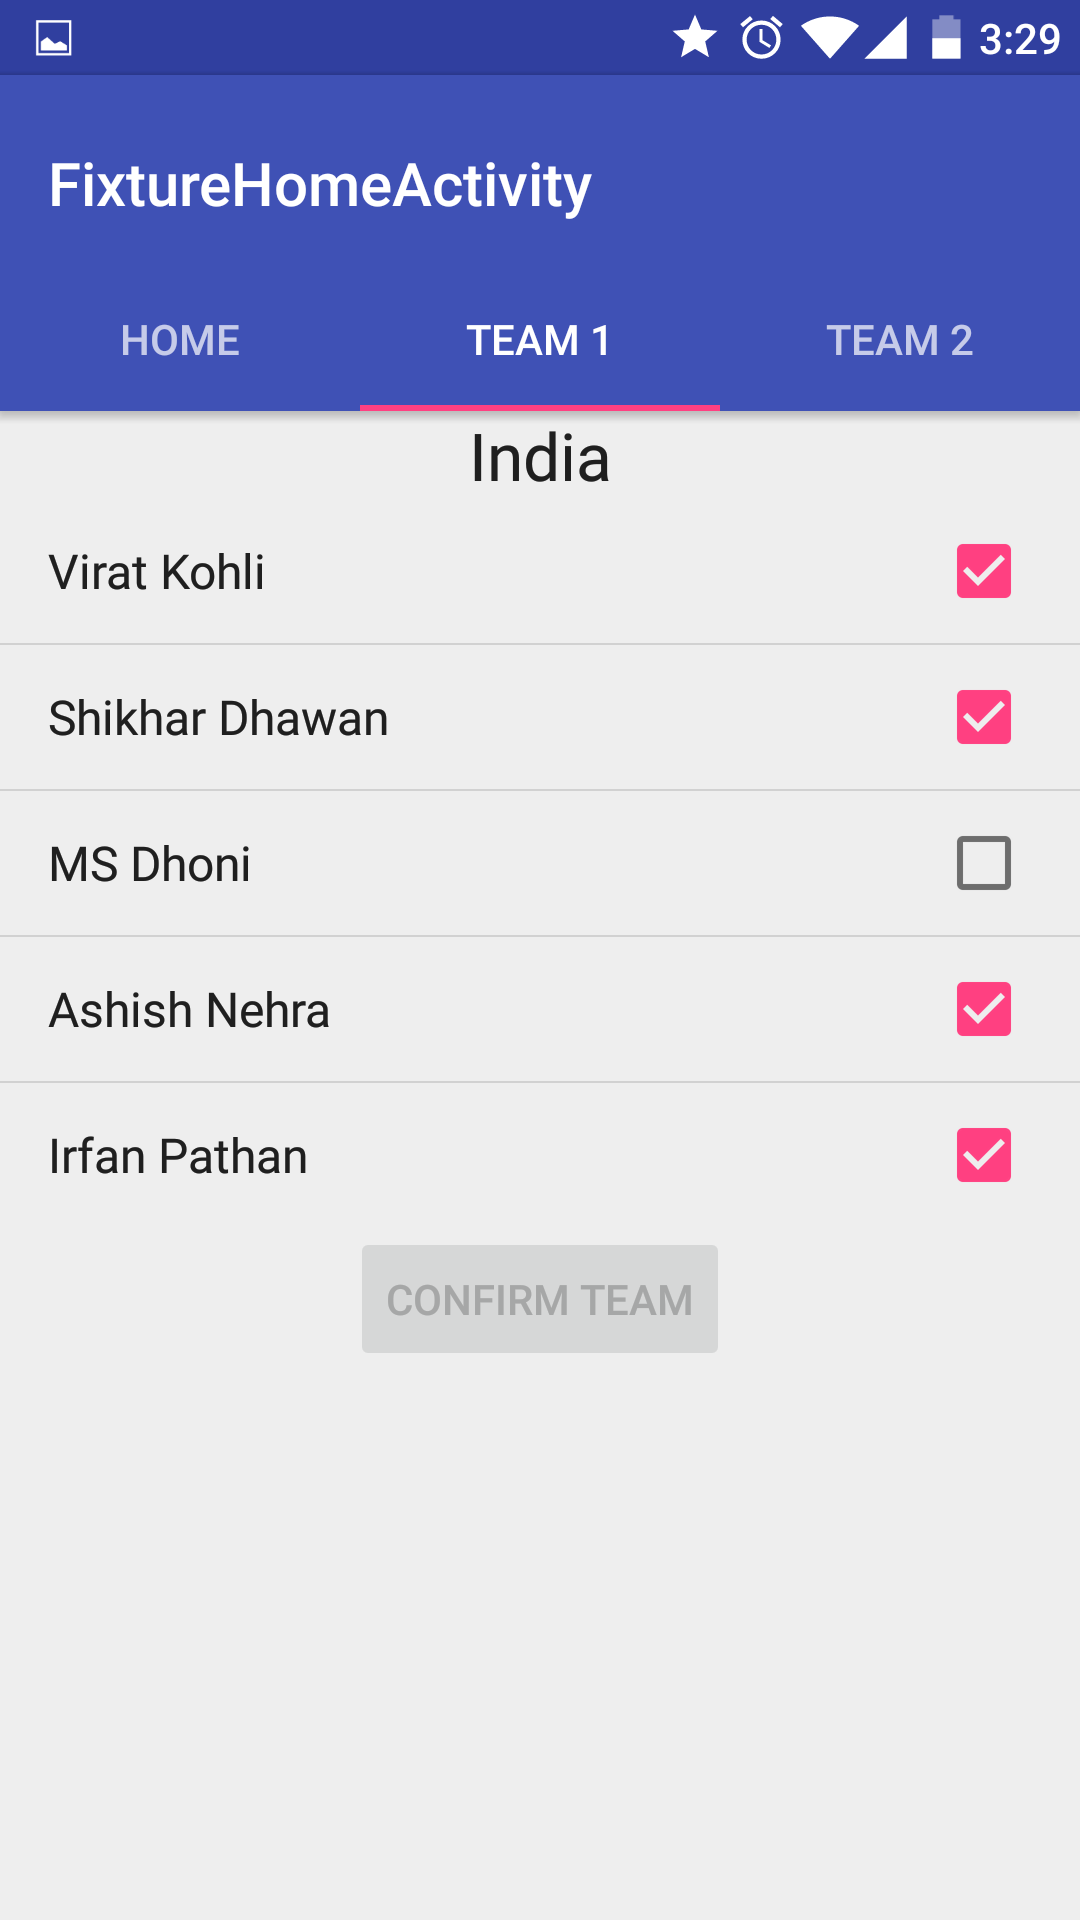 3:29
FixtureHomeActivity
HOME TEAM 1 TEAM 2
India
Virat Kohli
Shikhar Dhawan
MS Dhoni
Ashish Nehra
Irfan Pathan
CONFIRM TEAM